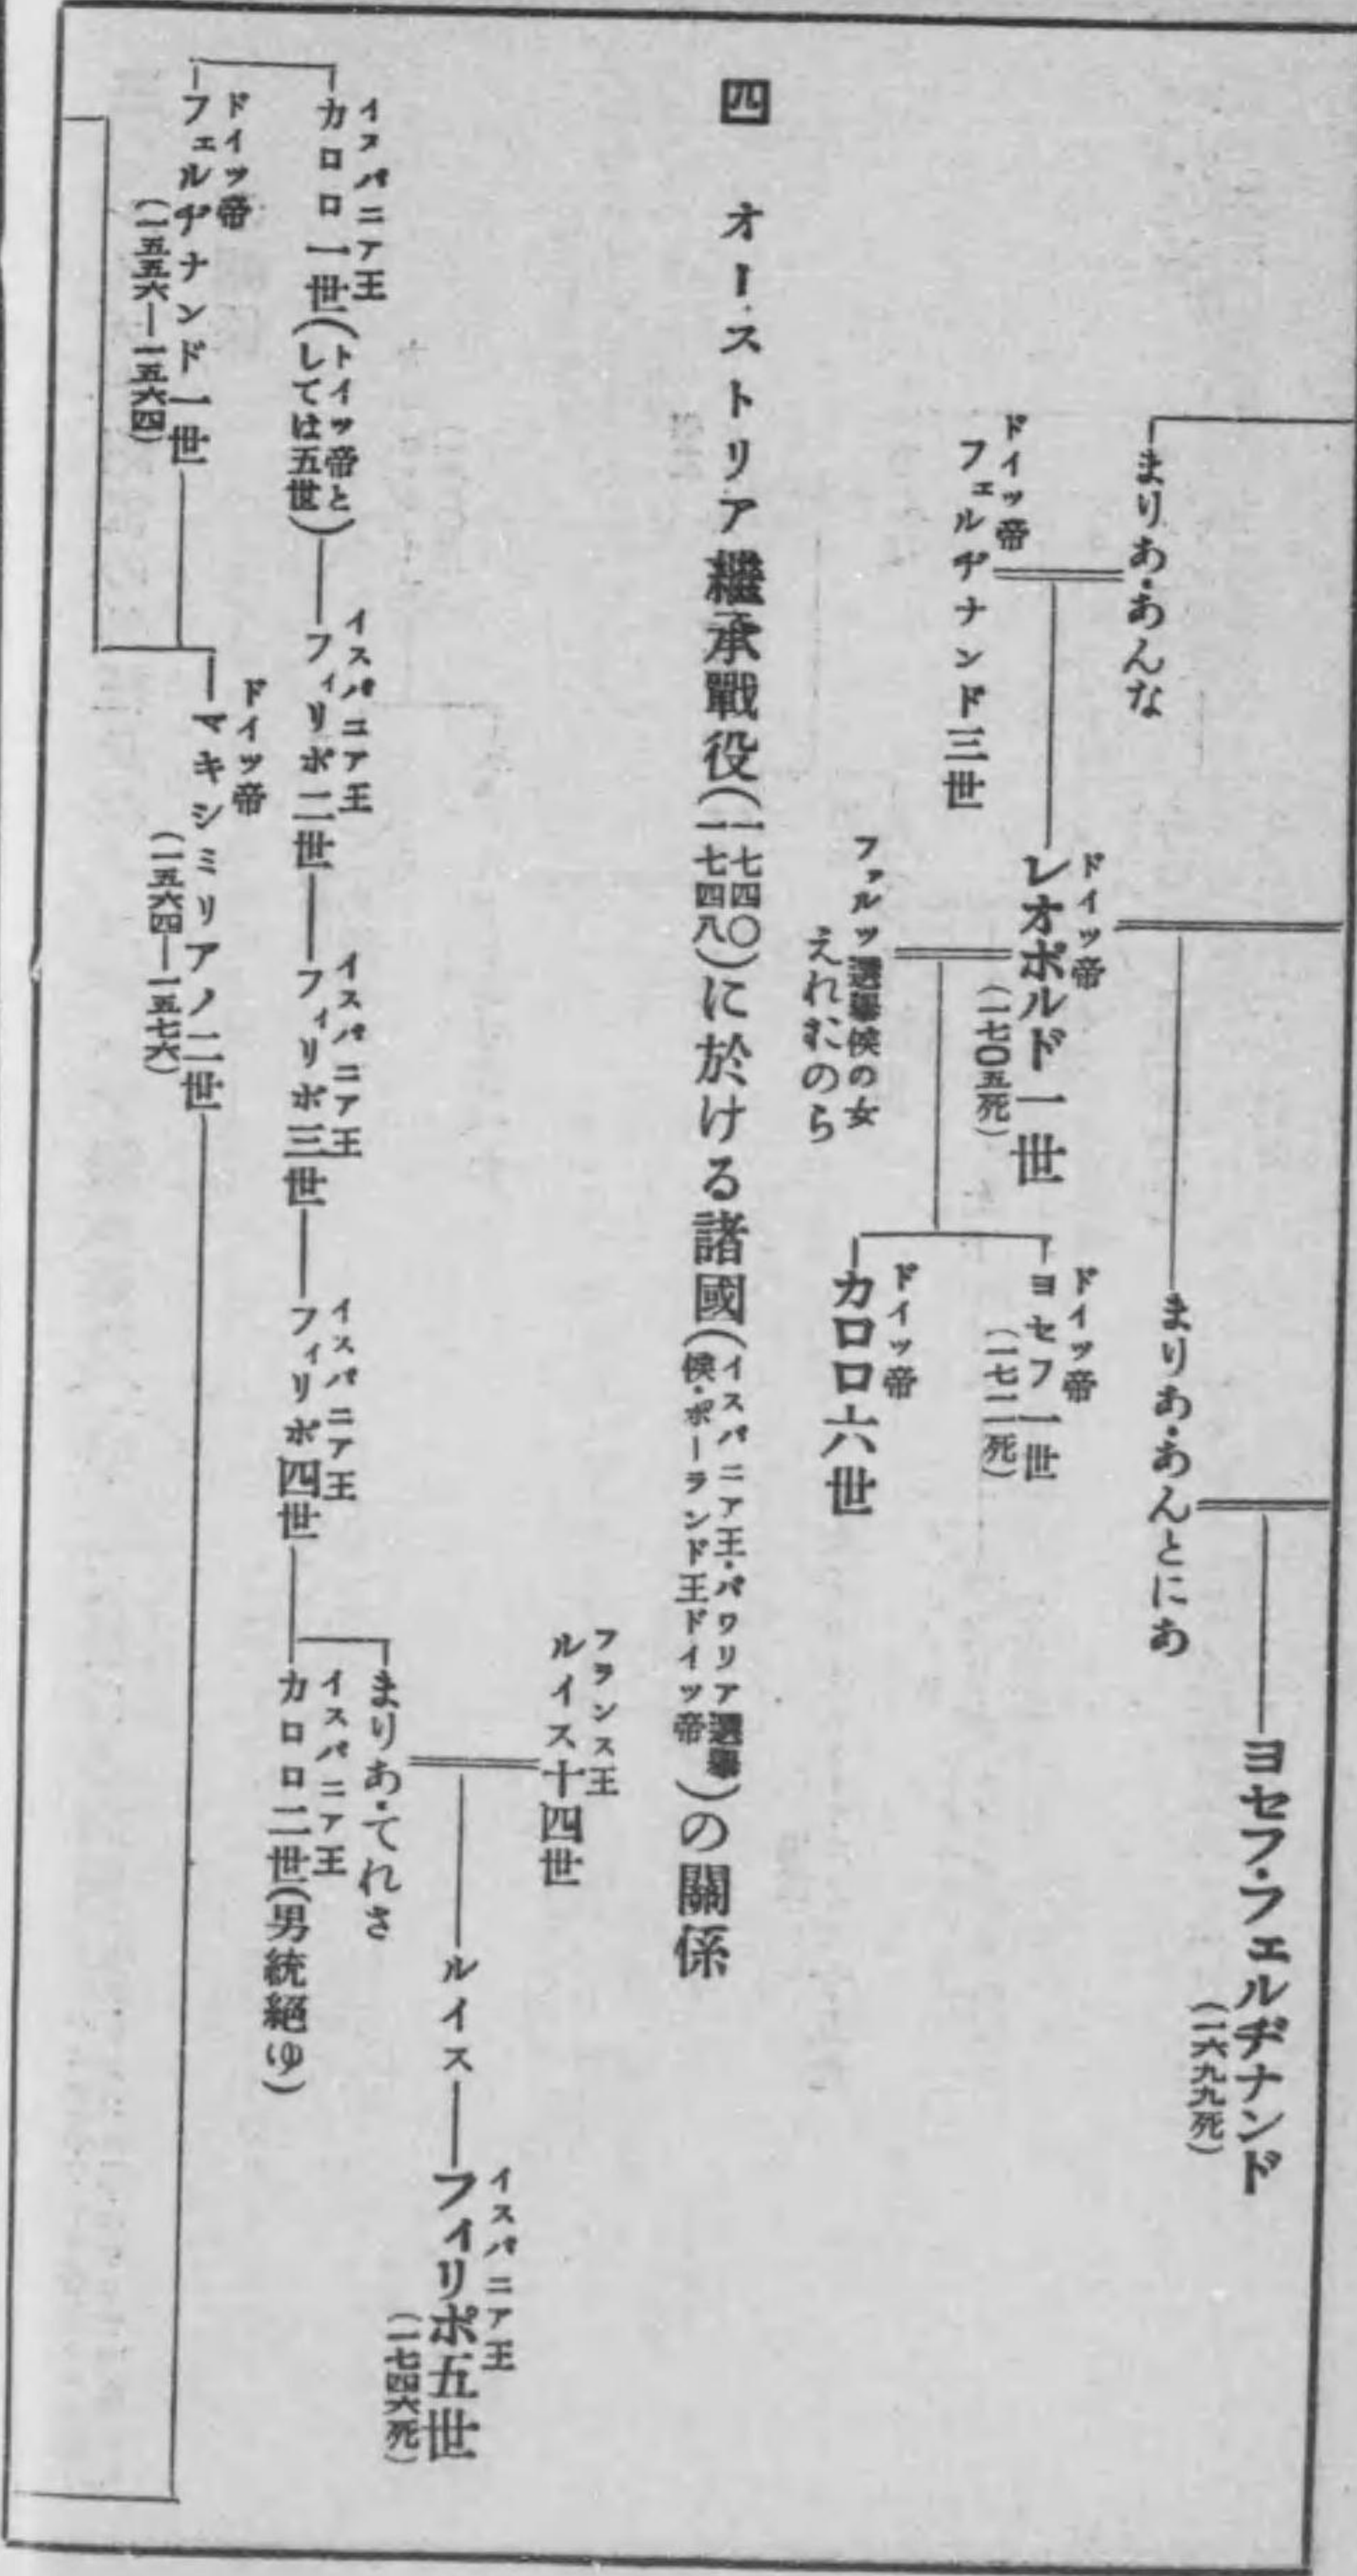 まりあ・あんな
ドイッ帝
フェルヂナンド三世
ドイッ帝
レオポルド一世
(一七〇五死)
ファルツ選擧侯の女
えれおのら
まりあ・あんとにあ
ドイッ帝
ヨセフ一世
(一七一一死)
ドイッ帝
カロロ六世
ヨセフ・フェルヂナンド
(一六九九死)
四 オーストリア繼承戰役(一七四〇一七四八)に於ける諸國(イスパニア王・バワリア選擧侯・ポーランド王ドイッ帝)の關係
イスパニア王
カロロ一世(ドイッ帝としては五世)
イスパニア王
フィリポ二世
イスパニア王
フィリポ三世
イスパニア王
フィリポ四世
フランス王
ルイス十四世
まりあ・てれさ
イスパニア王
カロロ二世(男統絕ゆ)
ルイス
イスパニア王
フィリポ五世
(一七四六死)
ドイッ帝
フェルヂナンド一世
(一五五六—一五六四)
ドイッ帝
マキシミリアノ二世
(一五六四—一五七六)